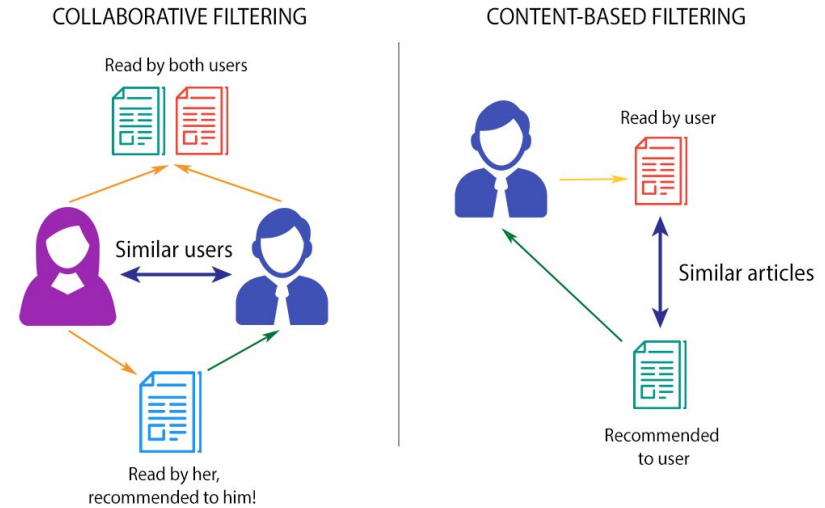 COLLABORATIVE FILTERING
Read by both users
Similar users
Read by her,
recommended to him!
CONTENT-BASED FILTERING
Read by user
Similar articles
Recommended
to user